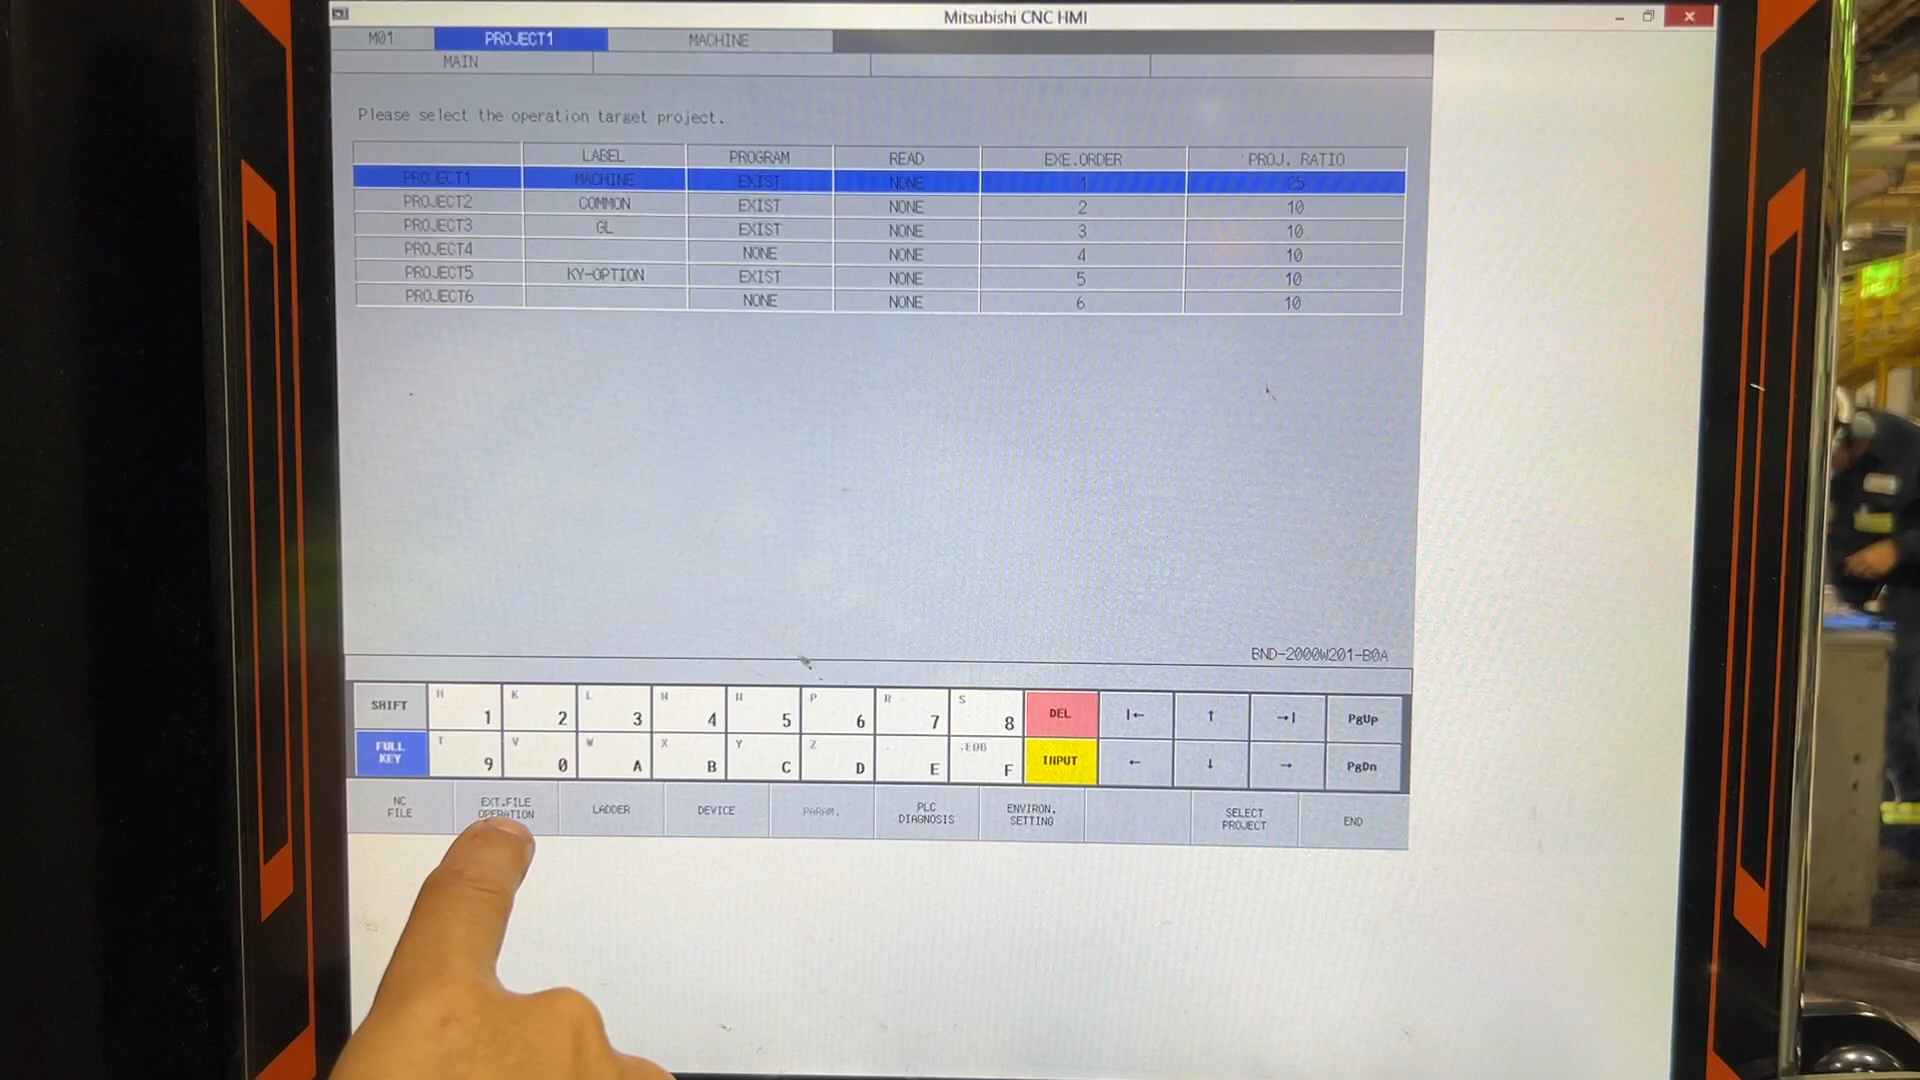 Mitsubishi CNC HMI
M01 PROJECT1 MACHINE
MAIN
Please select the operation target project.
LABEL PROGRAM READ EXE.ORDER PROJ. RATIO
PROJECT1 MACHINE EXIST NONE 1 25
PROJECT2 COMMON EXIST NONE 2 10
PROJECT3 GL EXIST NONE 3 10
PROJECT4 NONE NONE 4 10
PROJECT5 KY-OPTION EXIST NONE 5 10
PROJECT6 NONE NONE 6 10
BND-2000W201-B0A
SHIFT H 1 K 2 L 3 M 4 N 5 P 6 R 7 S 8 DEL |← ↑ →| PgUp
FULL KEY T 9 V 0 W A X B Y C Z D E .EOB F INPUT ← ↓ → PgDn
NC FILE
EXT.FILE OPERATION
LADDER
DEVICE
PARAM.
PLC DIAGNOSIS
ENVIRON. SETTING
SELECT PROJECT
END